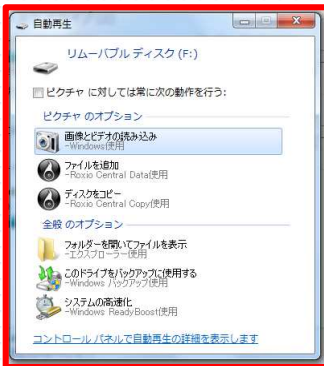 自動再生
リムーバブル ディスク (F:)
ピクチャ に対しては常に次の動作を行う:
ピクチャ のオプション
画像とビデオの読み込み
-Windows使用
ファイルを追加
-Roxio Central Data使用
ディスクをコピー
-Roxio Central Copy使用
全般 のオプション
フォルダーを開いてファイルを表示
-エクスプローラー使用
このドライブをバックアップに使用する
-Windows バックアップ使用
システムの高速化
-Windows ReadyBoost使用
コントロール パネルで自動再生の詳細を表示します